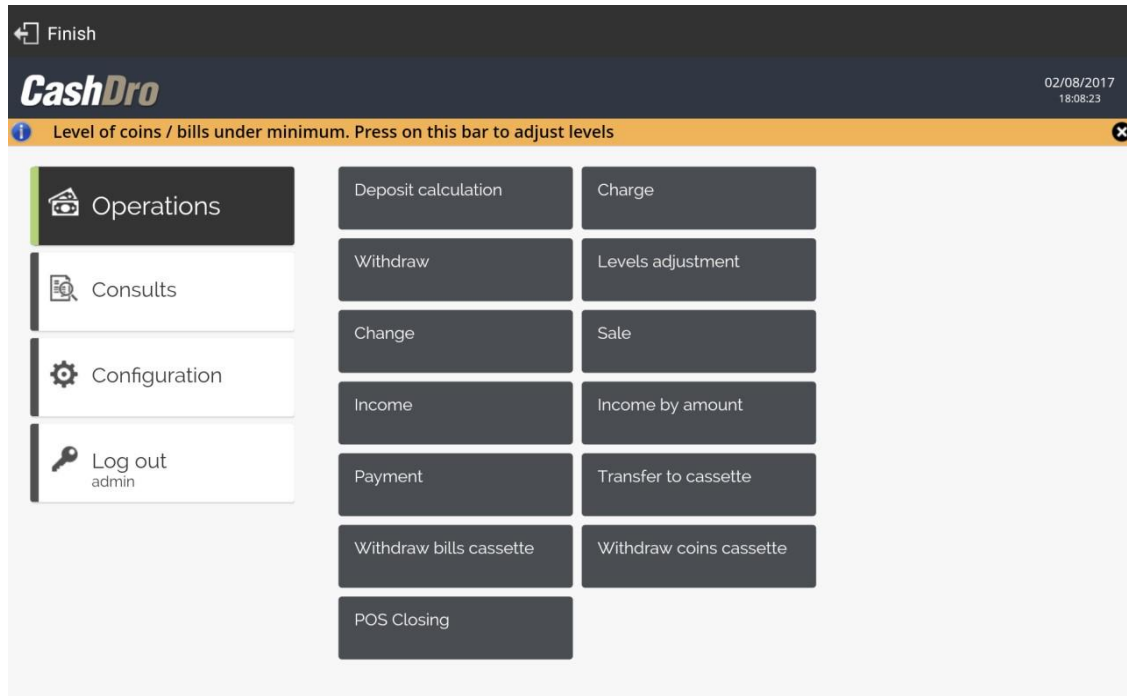 Finish
CashDro
02/08/2017
18:08:23
Level of coins / bills under minimum. Press on this bar to adjust levels
Operations
Consults
Configuration
Log out
admin
Deposit calculation
Charge
Withdraw
Levels adjustment
Change
Sale
Income
Income by amount
Payment
Transfer to cassette
Withdraw bills cassette
Withdraw coins cassette
POS Closing